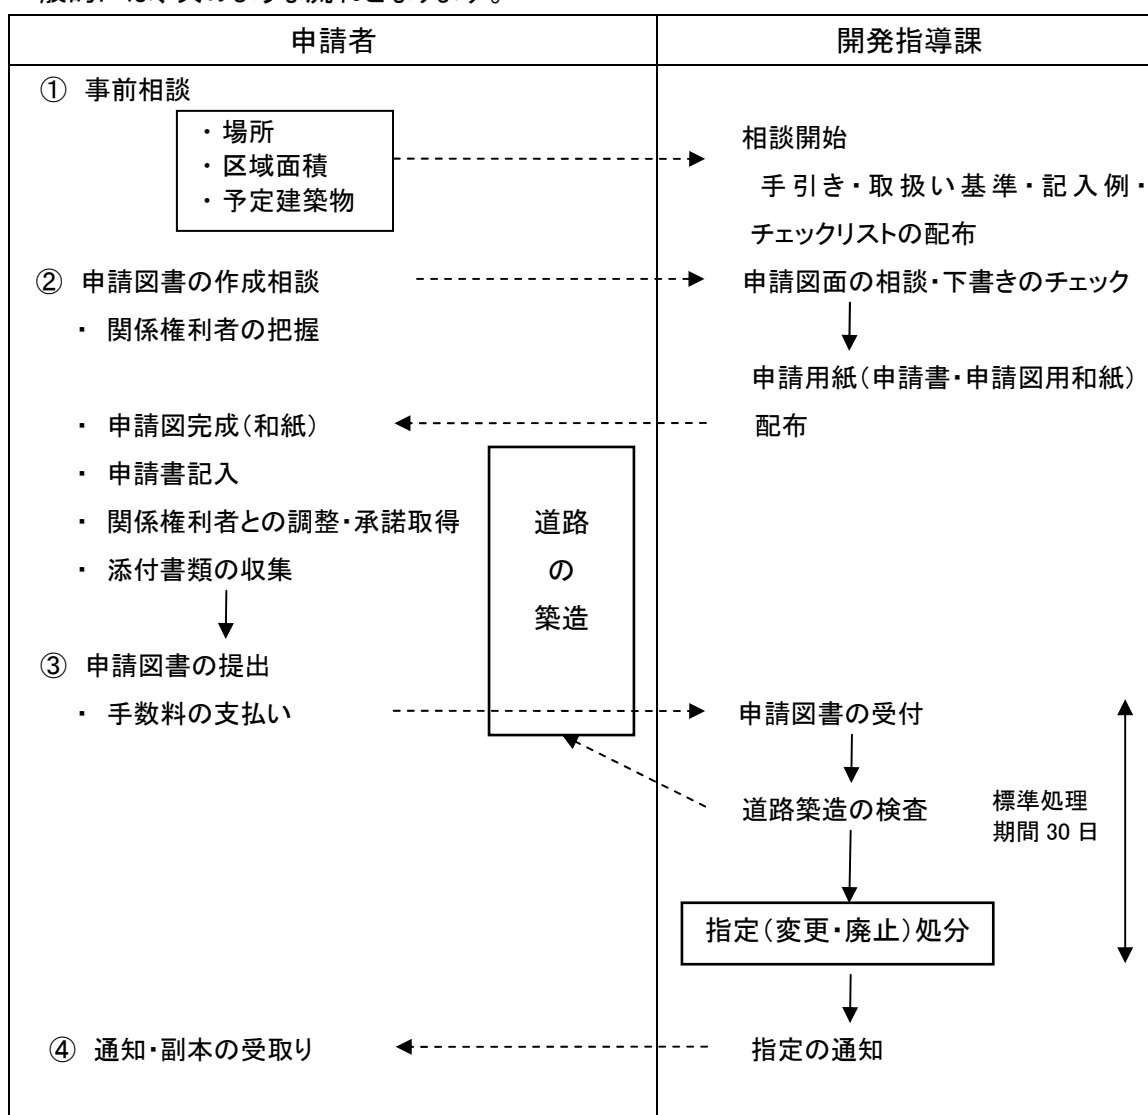 申請者
開発指導課
① 事前相談
・ 場所
・ 区域面積
・ 予定建築物
相談開始
手引き・取扱い基準・記入例・
チェックリストの配布
② 申請図書の作成相談
申請図面の相談・下書きのチェック
・ 関係権利者の把握
申請用紙(申請書・申請図用和紙)
配布
・ 申請図完成(和紙)
・ 申請書記入
・ 関係権利者との調整・承諾取得
・ 添付書類の収集
道路
の
築造
③ 申請図書の提出
・ 手数料の支払い
申請図書の受付
道路築造の検査
標準処理
期間 30 日
指定(変更・廃止)処分
④ 通知・副本の受取り
指定の通知